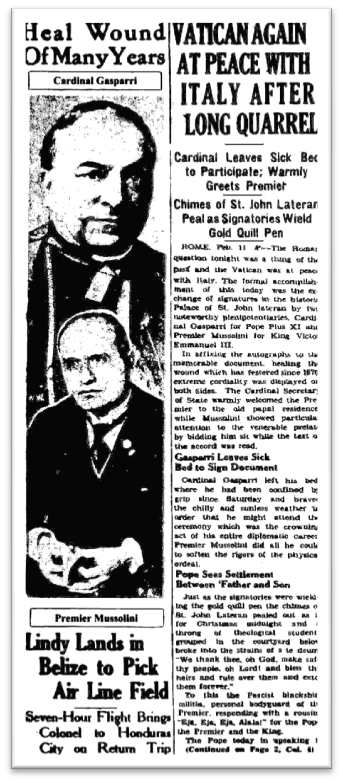 Heal Wound
Of Many Years
Cardinal Gasparri
Premier Mussolini
Lindy Lands in
Belize to Pick
Air Line Field
Seven-Hour Flight Brings
Colonel to Honduras
City on Return Trip
VATICAN AGAIN
AT PEACE WITH
ITALY AFTER
LONG QUARREL
Cardinal Leaves Sick Bed
to Participate; Warmly
Greets Premier
Chimes of St. John Lateran
Peal as Signatories Wield
Gold Quill Pen
ROME, Feb. 11 —The Roman
question tonight was a thing of the
past and the Vatican was at peace
with Italy. The formal accomplish-
ment of this today was the ex-
change of signatures in the historic
Palace of St. John lateran by two
noteworthy plenipotentiaries, Cardi-
nal Gasparri for Pope Pius XI and
Premier Mussolini for King Victor
Emmanuel III.
In affixing the autographs to the
memorable document, healing the
wound which has festered since 1870
extreme cordiality was displayed on
both sides. The Cardinal Secretary
of State warmly welcomed the Pre-
mier to the old papal residence
while Mussolini showed particular
attention to the venerable prelate
by bidding him sit while the text of
the accord was read.
Gasparri Leaves Sick
Bed to Sign Document
Cardinal Gasparri left his bed
where he had been confined by
grip since Saturday and braved
the chilly and sunless weather in
order that he might attend the
ceremony which was the crowning
act of his entire diplomatic career
Premier Mussolini did all he could
to soften the rigors of the physical
ordeal.
Pope Sees Settlement
Between 'Father and Son
Just as the signatories were wield-
ing the gold quill pen the chimes of
St. John Lateran pealed out as
for Christmas midnight and
throng of theological students
grouped in the courtyard below
broke into the strains of a te deum
"We thank thee, oh God, make safe
thy people, oh Lord! and bless thy
heirs and rule over them and exto
them forever."
To this the Fascist blackshirt
militia, personal bodyguard of the
Premier, responding with a rousing
"Eja, Eja, Eja, Alala!" for the Pope
the Premier and the King.
The Pope today in speaking
(Continued on Page 2, Col. 4)